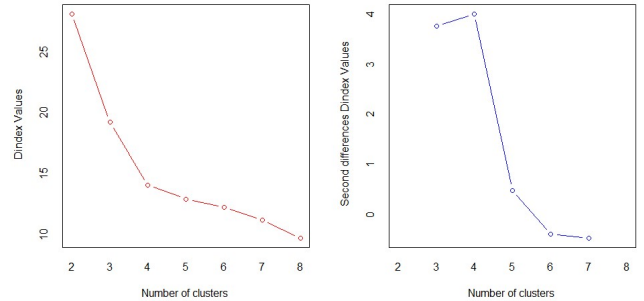 Dindex Values
25
20
15
10
2 3 4 5 6 7 8
Number of clusters
Second differences Dindex Values
4
3
2
1
0
2 3 4 5 6 7 8
Number of clusters